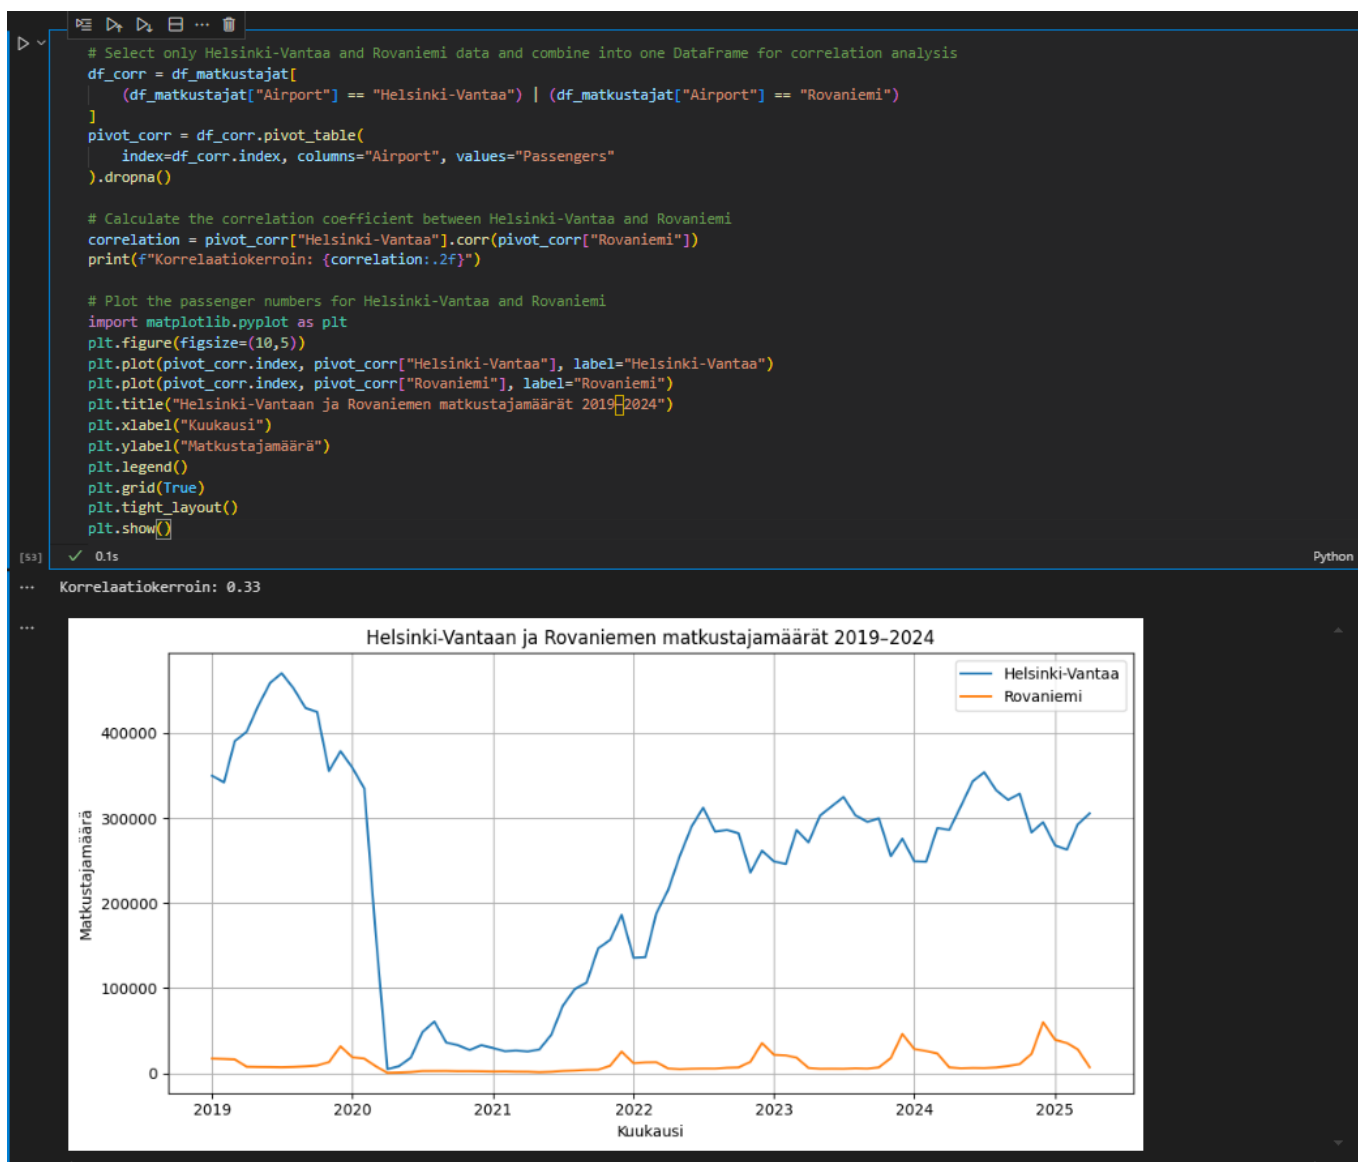 # Select only Helsinki-Vantaa and Rovaniemi data and combine into one DataFrame for correlation analysis
df_corr = df_matkustajat[
    (df_matkustajat["Airport"] == "Helsinki-Vantaa") | (df_matkustajat["Airport"] == "Rovaniemi")
]
pivot_corr = df_corr.pivot_table(
    index=df_corr.index, columns="Airport", values="Passengers"
).dropna()
# Calculate the correlation coefficient between Helsinki-Vantaa and Rovaniemi
correlation = pivot_corr["Helsinki-Vantaa"].corr(pivot_corr["Rovaniemi"])
print(f"Korrelaatiokerroin: {correlation:.2f}")
# Plot the passenger numbers for Helsinki-Vantaa and Rovaniemi
import matplotlib.pyplot as plt
plt.figure(figsize=(10,5))
plt.plot(pivot_corr.index, pivot_corr["Helsinki-Vantaa"], label="Helsinki-Vantaa")
plt.plot(pivot_corr.index, pivot_corr["Rovaniemi"], label="Rovaniemi")
plt.title("Helsinki-Vantaan ja Rovaniemen matkustajamäärät 2019–2024")
plt.xlabel("Kuukausi")
plt.ylabel("Matkustajamäärä")
plt.legend()
plt.grid(True)
plt.tight_layout()
plt.show()
[53] 0.1s Python
Korrelaatiokerroin: 0.33
Helsinki-Vantaan ja Rovaniemen matkustajamäärät 2019–2024
Helsinki-Vantaa
Rovaniemi
Matkustajamäärä
400000
300000
200000
100000
0
2019 2020 2021 2022 2023 2024 2025
Kuukausi